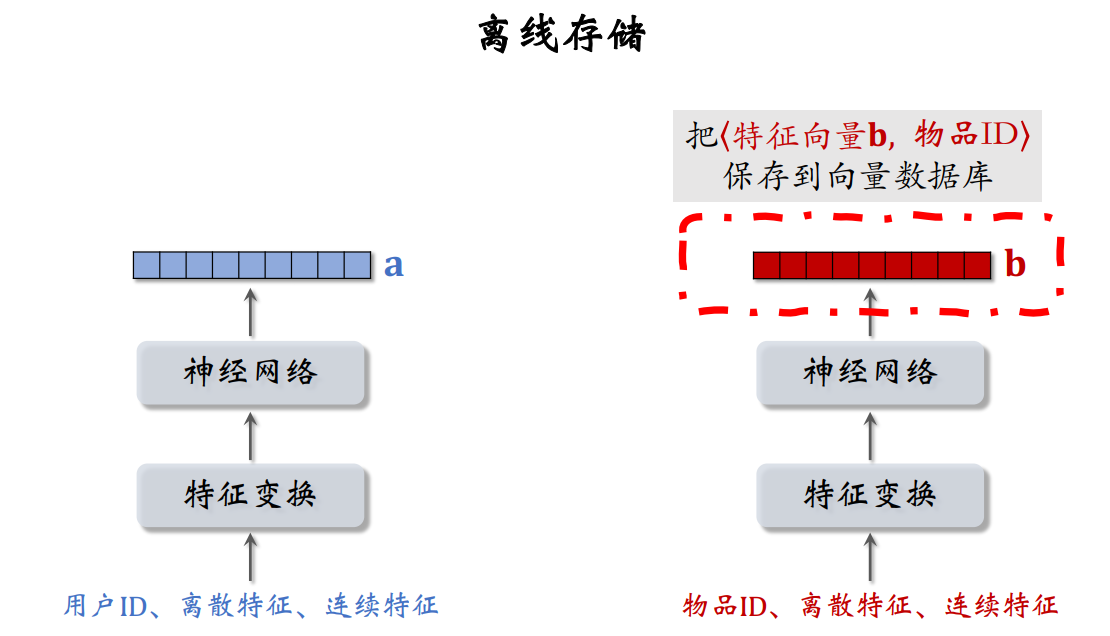 离线存储
把⟨特征向量b, 物品ID⟩
保存到向量数据库
a
b
神经网络
神经网络
特征变换
特征变换
用户ID、离散特征、连续特征
物品ID、离散特征、连续特征